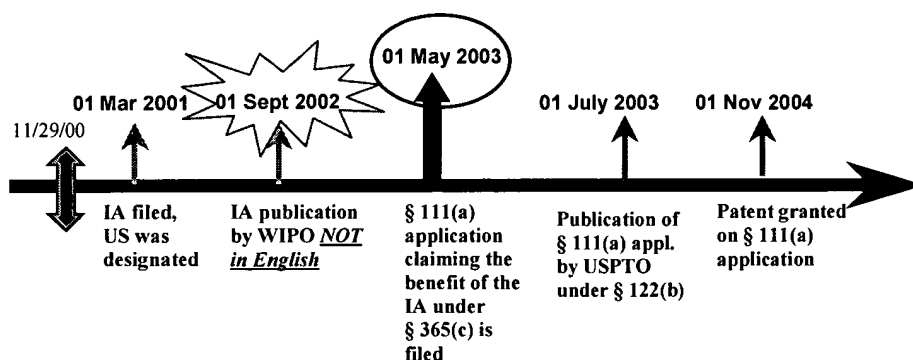 01 May 2003
01 Mar 2001
01 Sept 2002
01 July 2003
01 Nov 2004
11/29/00
IA filed,
US was
designated
IA publication
by WIPO NOT
in English
§ 111(a)
application
claiming the
benefit of the
IA under
§ 365(c) is
filed
Publication of
§ 111(a) appl.
by USPTO
under § 122(b)
Patent granted
on § 111(a)
application